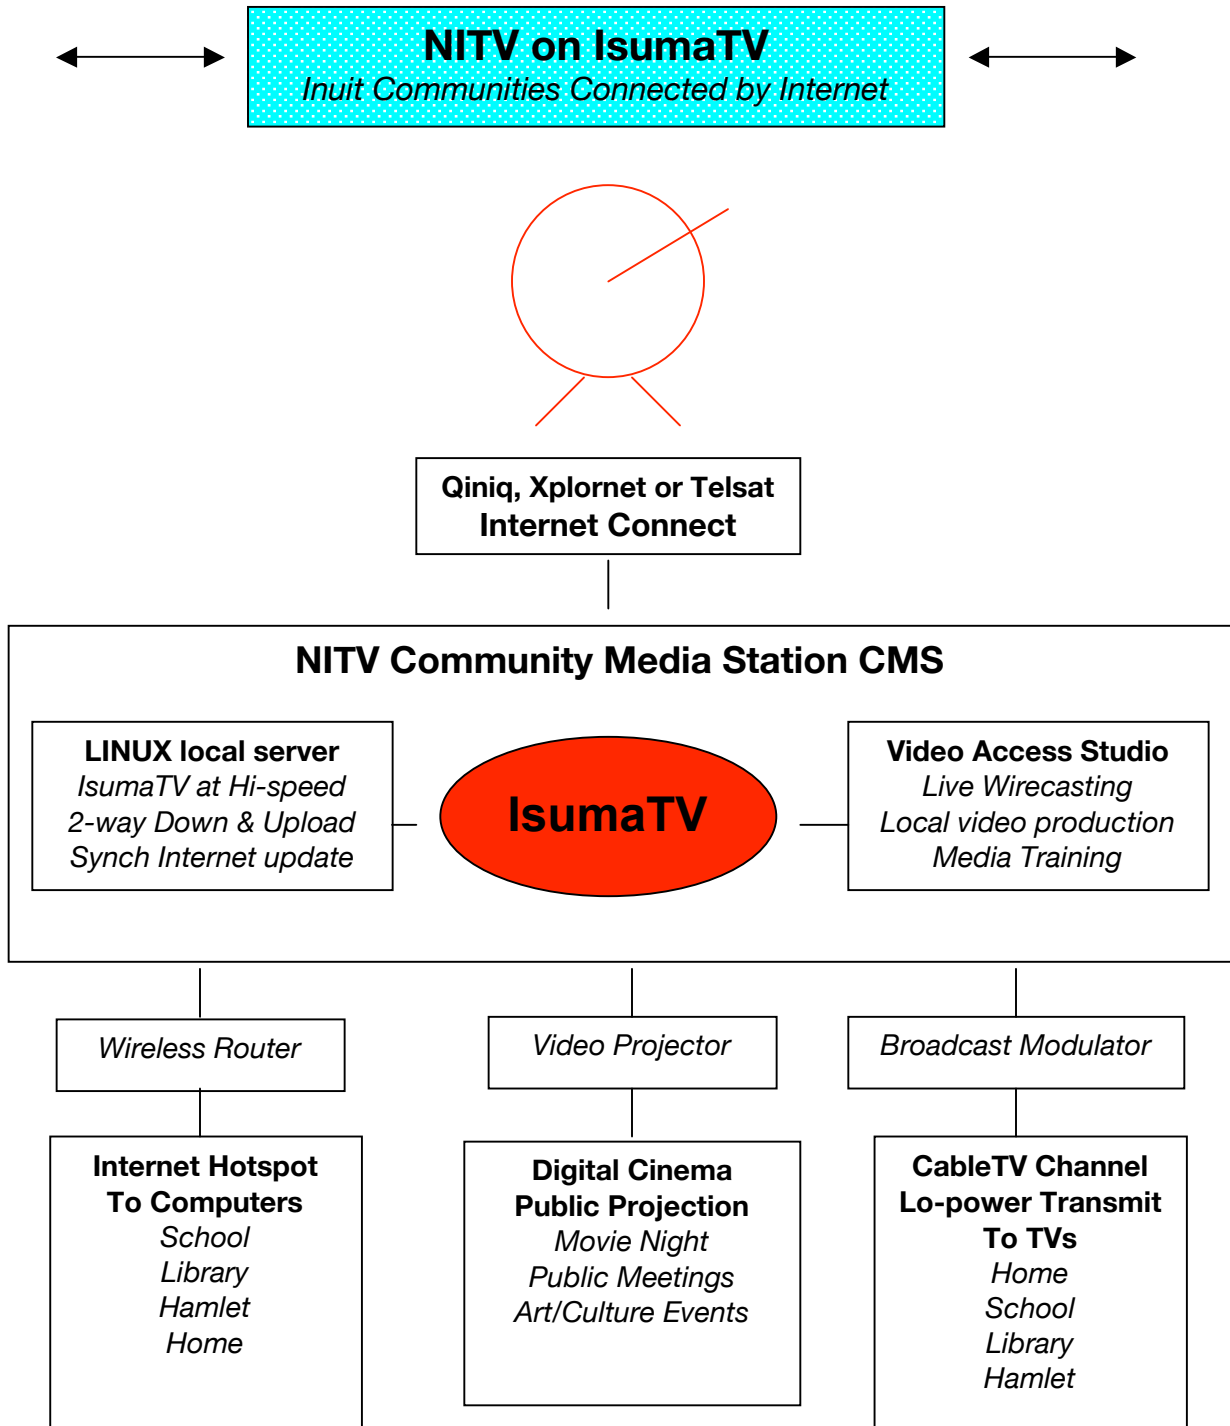 NITV on IsumaTV
Inuit Communities Connected by Internet
Qiniq, Xplornet or Telsat
Internet Connect
NITV Community Media Station CMS
LINUX local server
IsumaTV at Hi-speed
2-way Down & Upload
Synch Internet update
IsumaTV
Video Access Studio
Live Wirecasting
Local video production
Media Training
Wireless Router
Video Projector
Broadcast Modulator
Internet Hotspot
To Computers
School
Library
Hamlet
Home
Digital Cinema
Public Projection
Movie Night
Public Meetings
Art/Culture Events
CableTV Channel
Lo-power Transmit
To TVs
Home
School
Library
Hamlet